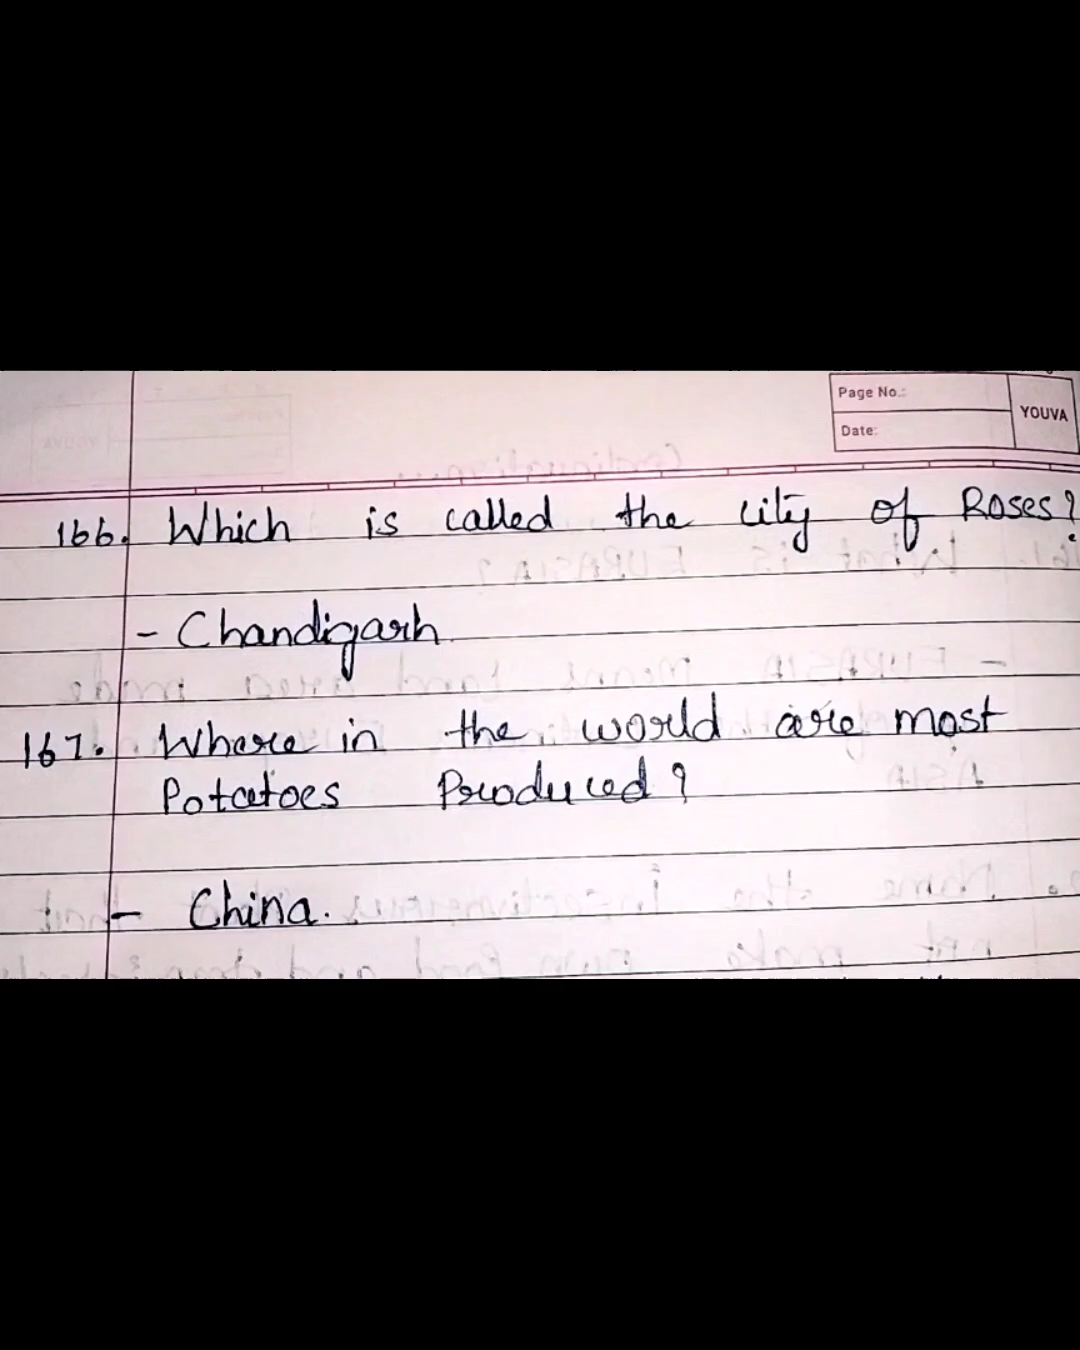 Page No.:
YOUVA
Date:
166. Which is called the city of Roses?
- Chandigarh.
167. Where in the world are most
Potatoes Produced?
- China.